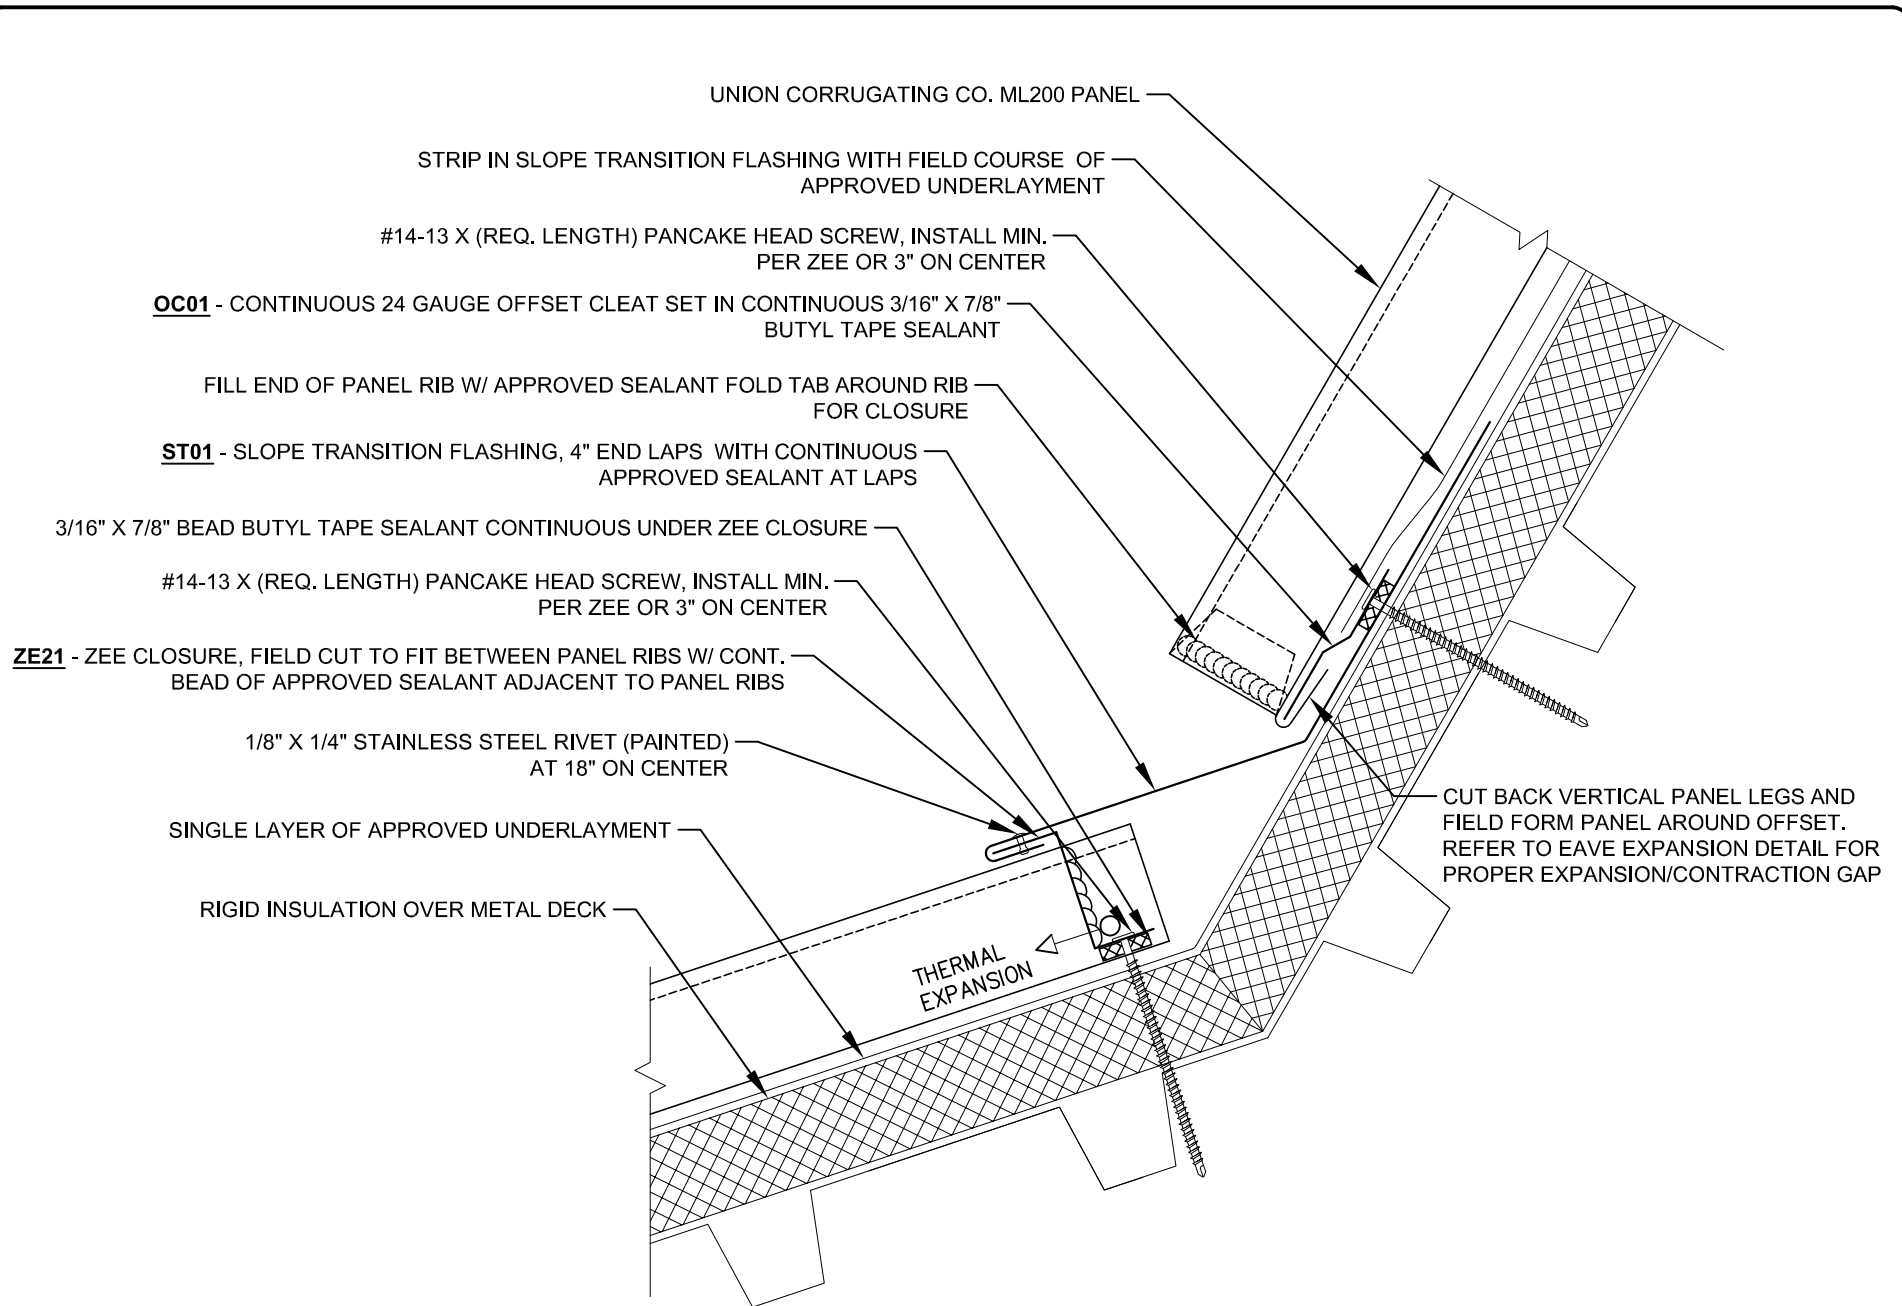 UNION CORRUGATING CO. ML200 PANEL
STRIP IN SLOPE TRANSITION FLASHING WITH FIELD COURSE OF
APPROVED UNDERLAYMENT
#14-13 X (REQ. LENGTH) PANCAKE HEAD SCREW, INSTALL MIN.
PER ZEE OR 3" ON CENTER
OC01 - CONTINUOUS 24 GAUGE OFFSET CLEAT SET IN CONTINUOUS 3/16" X 7/8"
BUTYL TAPE SEALANT
FILL END OF PANEL RIB W/ APPROVED SEALANT FOLD TAB AROUND RIB
FOR CLOSURE
ST01 - SLOPE TRANSITION FLASHING, 4" END LAPS WITH CONTINUOUS
APPROVED SEALANT AT LAPS
3/16" X 7/8" BEAD BUTYL TAPE SEALANT CONTINUOUS UNDER ZEE CLOSURE
#14-13 X (REQ. LENGTH) PANCAKE HEAD SCREW, INSTALL MIN.
PER ZEE OR 3" ON CENTER
ZE21 - ZEE CLOSURE, FIELD CUT TO FIT BETWEEN PANEL RIBS W/ CONT.
BEAD OF APPROVED SEALANT ADJACENT TO PANEL RIBS
1/8" X 1/4" STAINLESS STEEL RIVET (PAINTED)
AT 18" ON CENTER
SINGLE LAYER OF APPROVED UNDERLAYMENT
RIGID INSULATION OVER METAL DECK
THERMAL
EXPANSION
CUT BACK VERTICAL PANEL LEGS AND
FIELD FORM PANEL AROUND OFFSET.
REFER TO EAVE EXPANSION DETAIL FOR
PROPER EXPANSION/CONTRACTION GAP